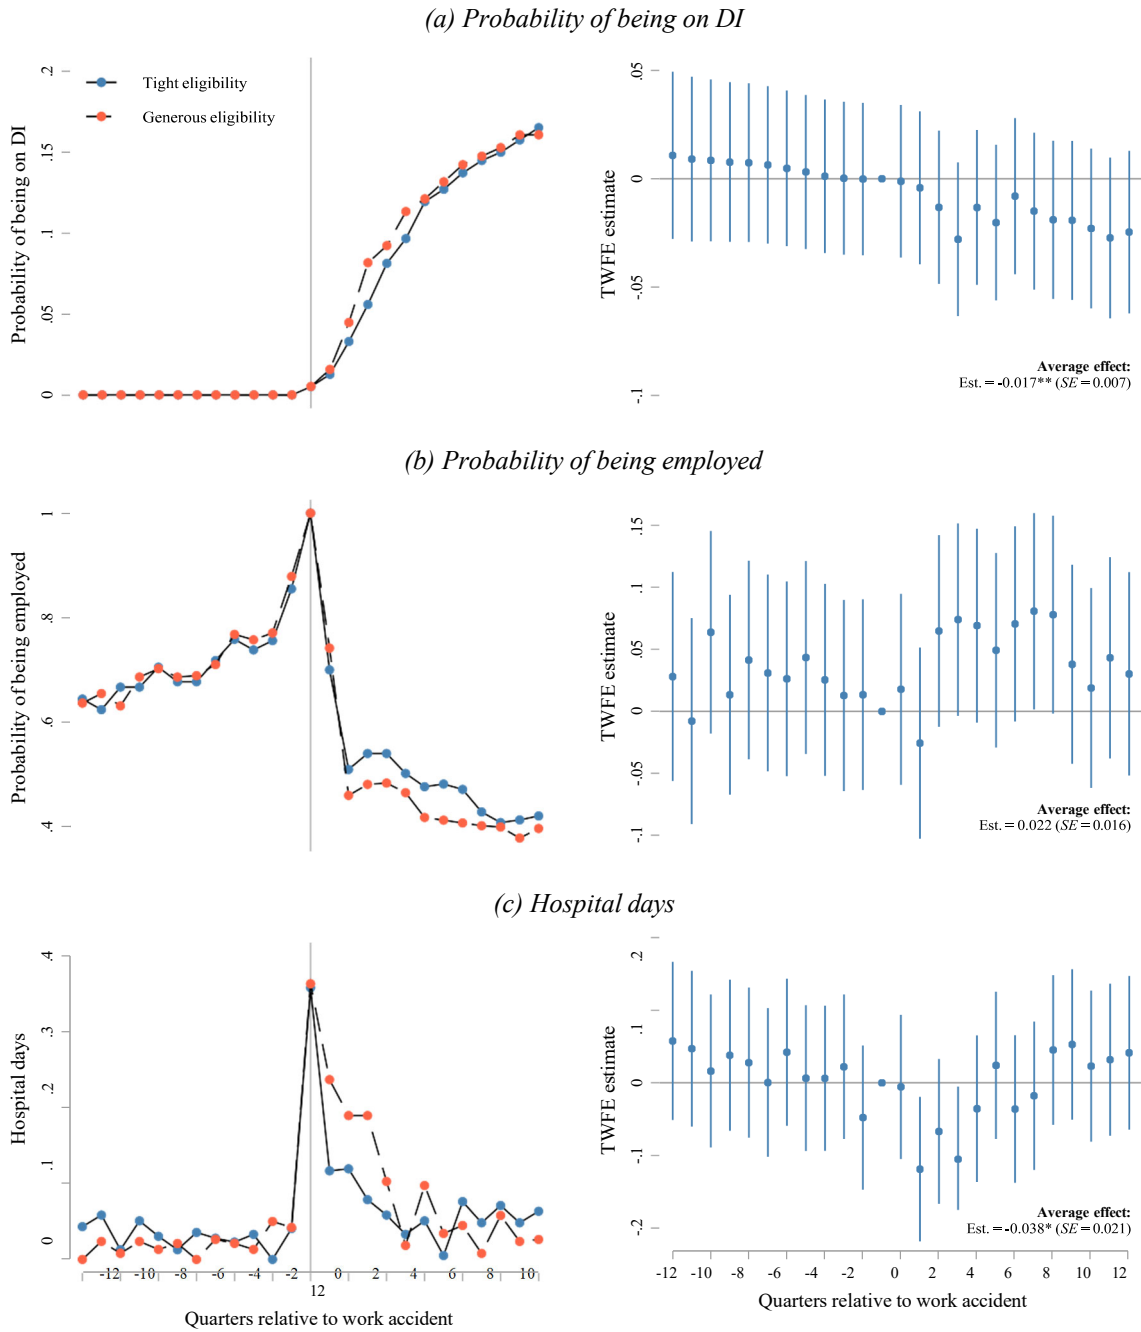 (a) Probability of being on DI
Tight eligibility
Generous eligibility
Probability of being on DI
.2
.15
.1
.05
0
TWFE estimate
.05
0
-.05
-.1
Average effect:
Est. = -0.017** (SE = 0.007)
(b) Probability of being employed
Probability of being employed
1
.8
.6
.4
TWFE estimate
.15
.1
.05
0
-.05
-.1
Average effect:
Est. = 0.022 (SE = 0.016)
(c) Hospital days
Hospital days
.4
.3
.2
.1
0
-10 -8 -6 -4 -2 0 2 4 6 8 10
12
Quarters relative to work accident
TWFE estimate
.2
.1
0
-.1
-.2
Average effect:
Est. = -0.038* (SE = 0.021)
-12 -10 -8 -6 -4 -2 0 2 4 6 8 10 12
Quarters relative to work accident